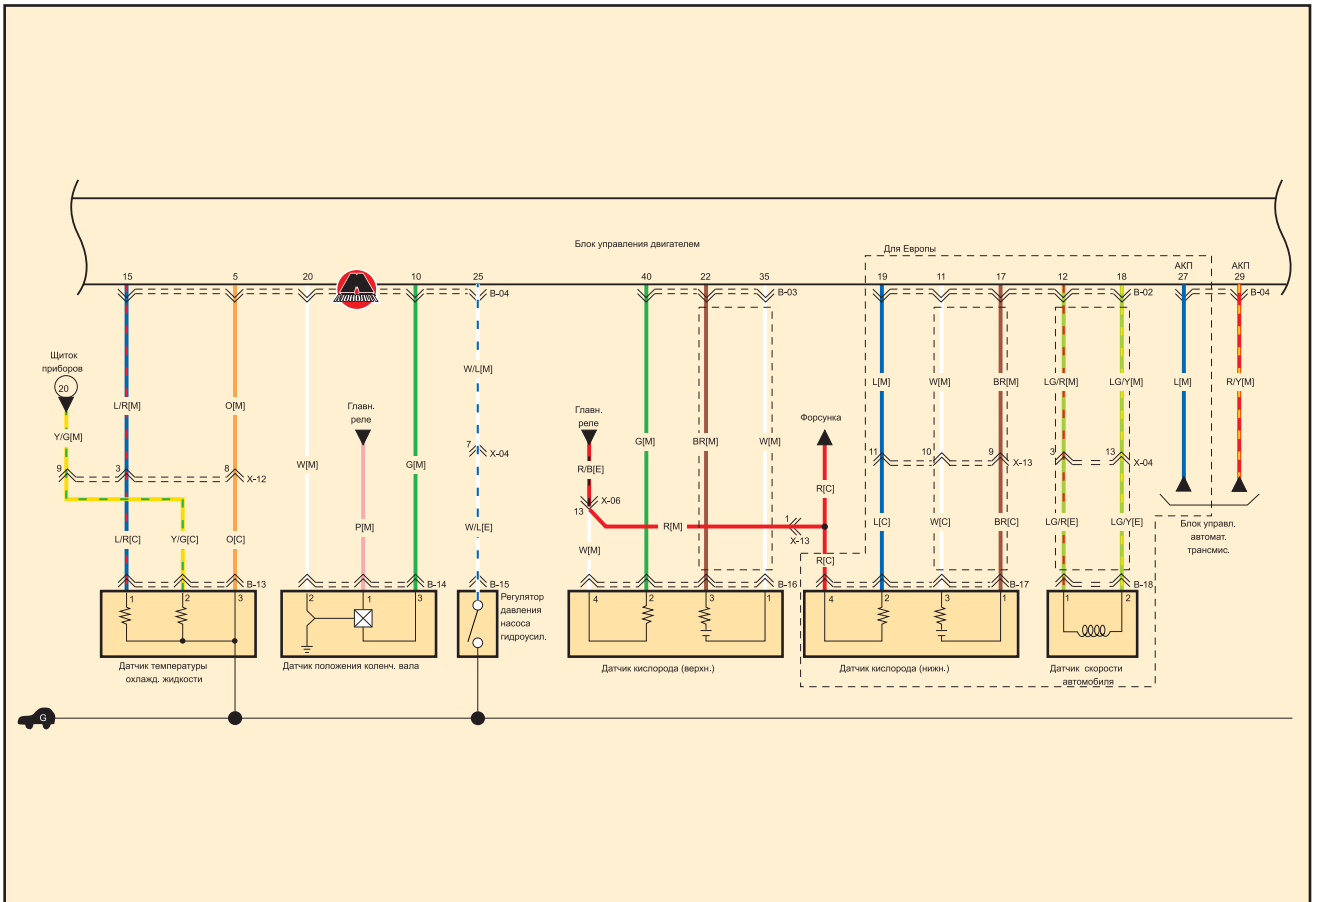 Блок управления двигателем
Для Европы
15
5
20
10
25
40
22
35
19
11
17
12
18
АКП
27
АКП
29
B-04
B-03
B-02
B-04
Щиток
приборов
20
Y/G[M]
L/R[M]
O[M]
W[M]
Главн.
реле
G[M]
W/L[M]
Главн.
реле
R/B[E]
G[M]
BR[M]
W[M]
Форсунка
L[M]
W[M]
BR[M]
LG/R[M]
LG/Y[M]
L[M]
R/Y[M]
9
3
8
X-12
7
X-04
13
X-06
R[C]
11
10
9
X-13
3
13
X-04
L/R[C]
Y/G[C]
O[C]
P[M]
W/L[E]
W[M]
R[M]
1
X-13
R[C]
L[C]
W[C]
BR[C]
LG/R[E]
LG/Y[E]
Блок управл.
автомат.
трансмис.
B-13
B-14
B-15
B-16
B-17
B-18
1
2
3
2
1
3
Регулятор
давления
насоса
гидроусил.
4
2
3
1
4
2
3
1
1
2
Датчик температуры
охлажд. жидкости
Датчик положения коленч. вала
Датчик кислорода (верхн.)
Датчик кислорода (нижн.)
Датчик скорости
автомобиля
G